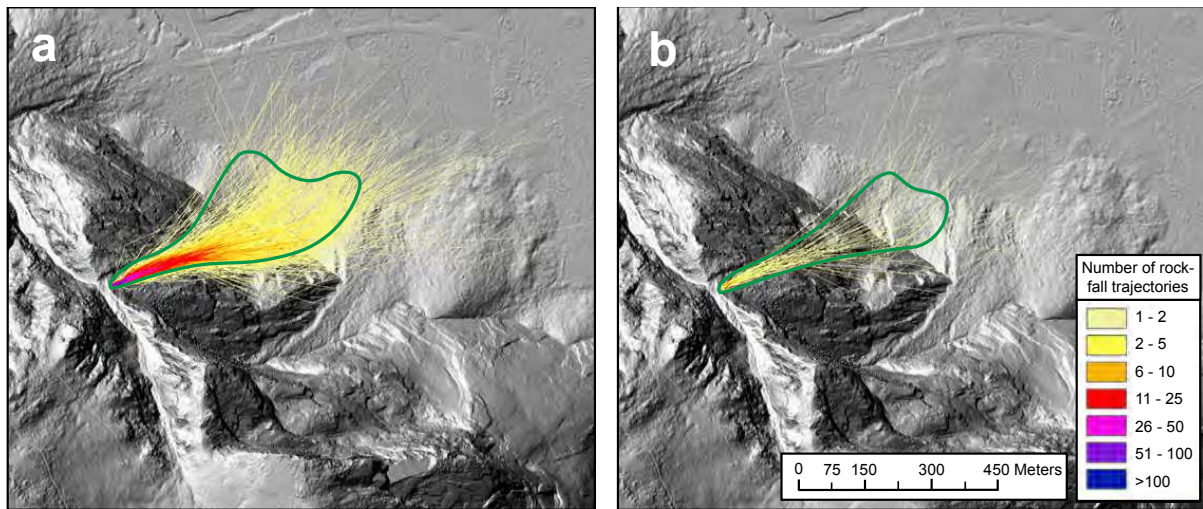 a
b
Number of rock-
fall trajectories
1 - 2
2 - 5
6 - 10
11 - 25
26 - 50
51 - 100
>100
0 75 150 300 450 Meters